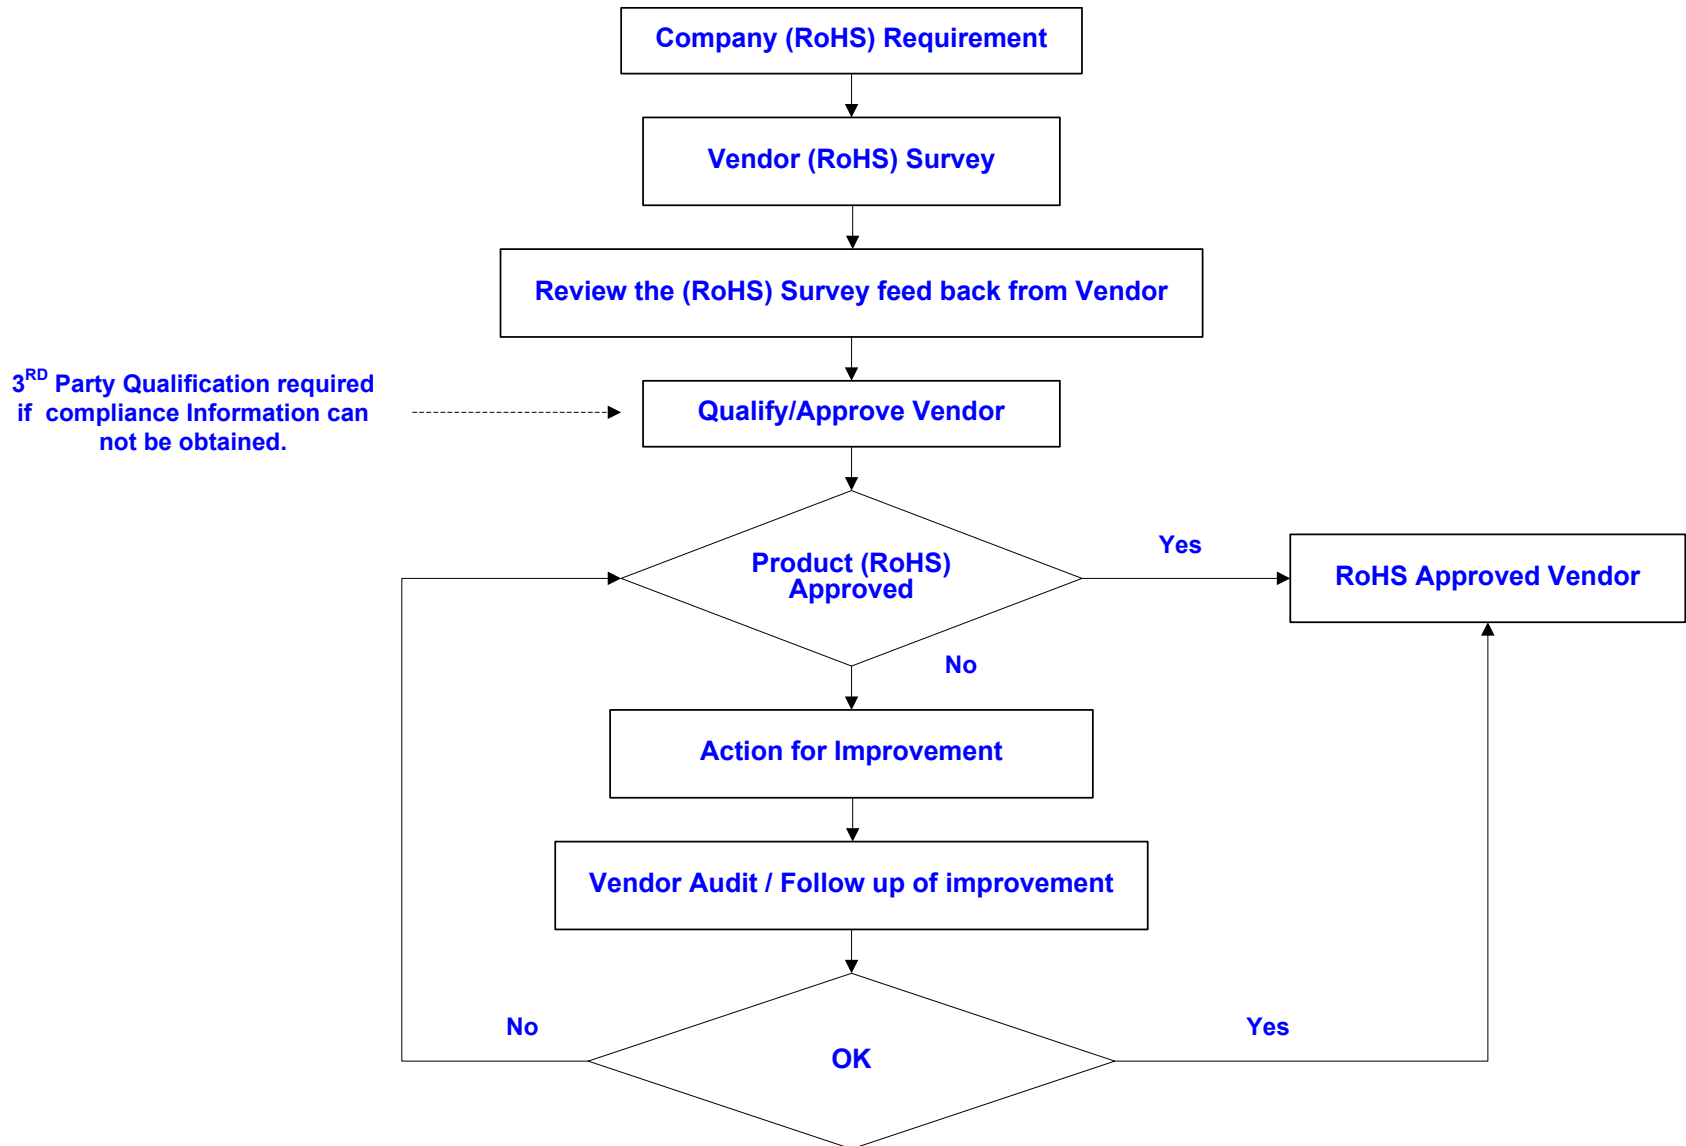 Company (RoHS) Requirement
Vendor (RoHS) Survey
Review the (RoHS) Survey feed back from Vendor
3RD Party Qualification required
if compliance Information can
not be obtained.
Qualify/Approve Vendor
Product (RoHS)
Approved
Yes
RoHS Approved Vendor
No
Action for Improvement
Vendor Audit / Follow up of improvement
No
OK
Yes